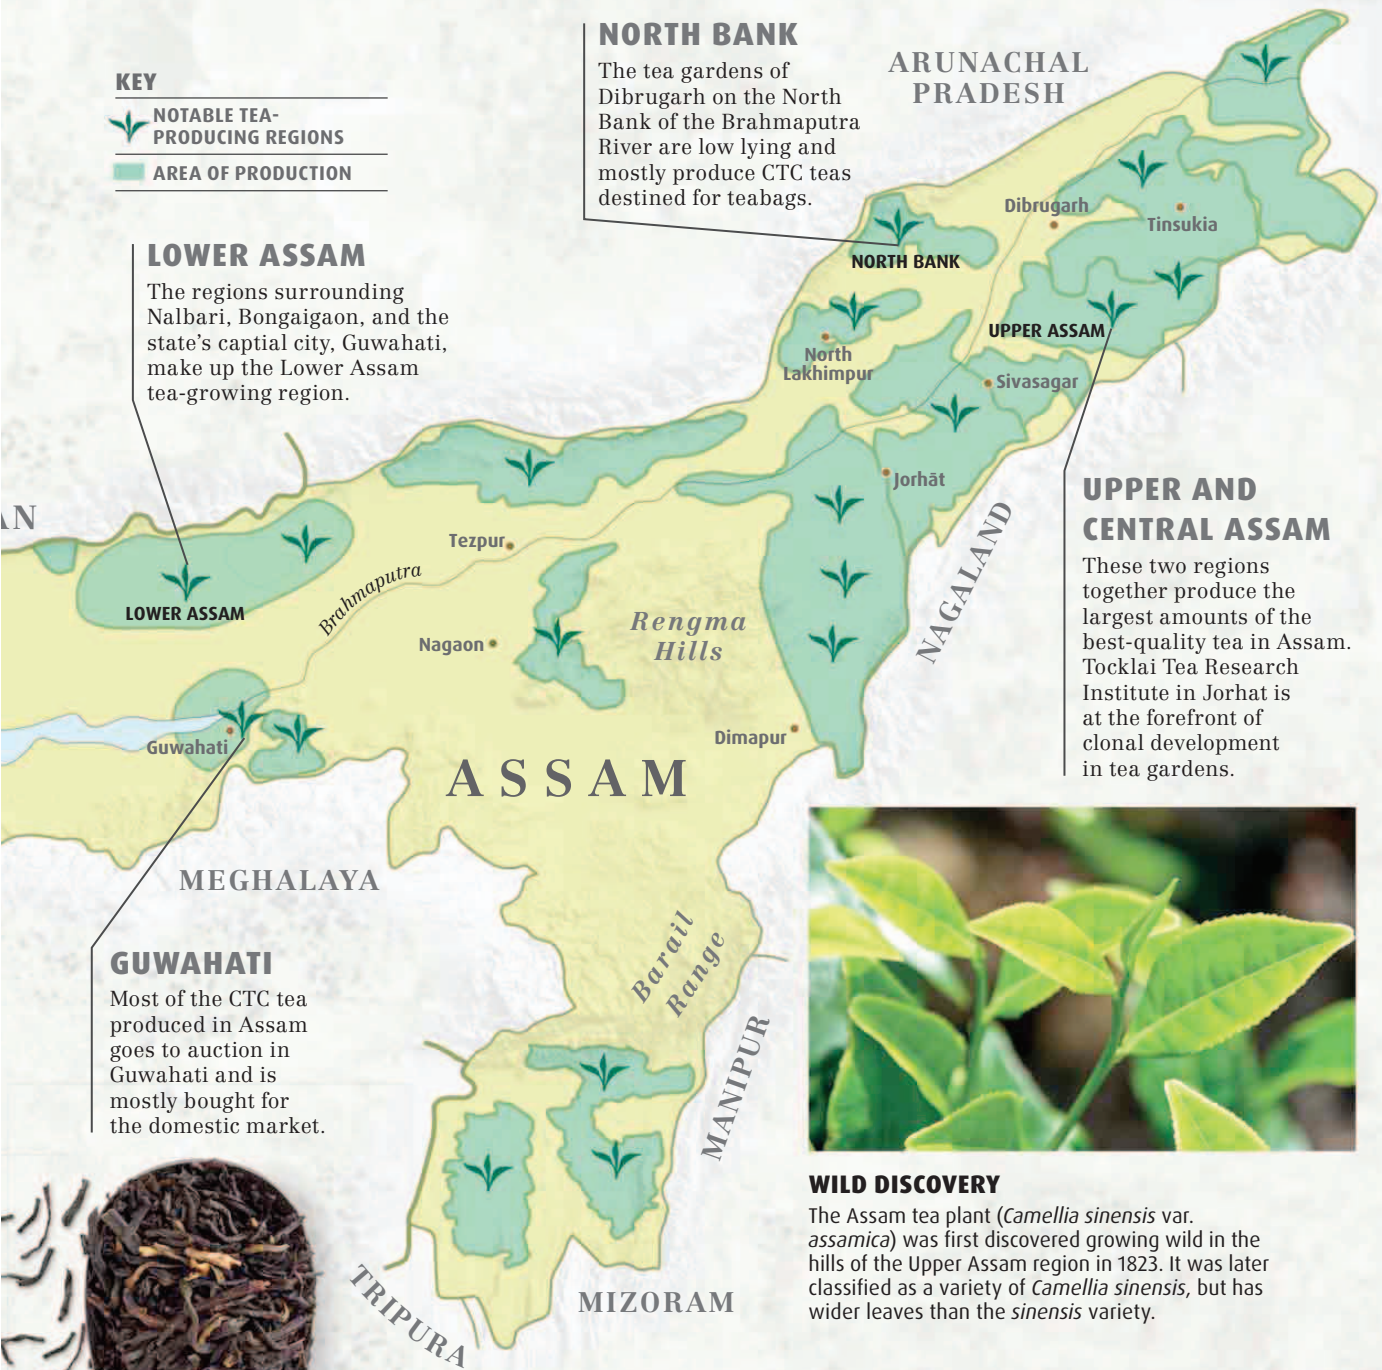 KEY
NOTABLE TEA-
PRODUCING REGIONS
AREA OF PRODUCTION
NORTH BANK
The tea gardens of
Dibrugarh on the North
Bank of the Brahmaputra
River are low lying and
mostly produce CTC teas
destined for teabags.
ARUNACHAL
PRADESH
LOWER ASSAM
The regions surrounding
Nalbari, Bongaigaon, and the
state's captial city, Guwahati,
make up the Lower Assam
tea-growing region.
Dibrugarh
Tinsukia
NORTH BANK
UPPER ASSAM
North
Lakhimpur
Sivasagar
Jorhāt
AN
Tezpur
Brahmaputra
LOWER ASSAM
Nagaon
Rengma
Hills
NAGALAND
Guwahati
Dimapur
ASSAM
UPPER AND
CENTRAL ASSAM
These two regions
together produce the
largest amounts of the
best-quality tea in Assam.
Tocklai Tea Research
Institute in Jorhat is
at the forefront of
clonal development
in tea gardens.
MEGHALAYA
Barail
Range
MANIPUR
GUWAHATI
Most of the CTC tea
produced in Assam
goes to auction in
Guwahati and is
mostly bought for
the domestic market.
TRIPURA
MIZORAM
WILD DISCOVERY
The Assam tea plant (Camellia sinensis var.
assamica) was first discovered growing wild in the
hills of the Upper Assam region in 1823. It was later
classified as a variety of Camellia sinensis, but has
wider leaves than the sinensis variety.